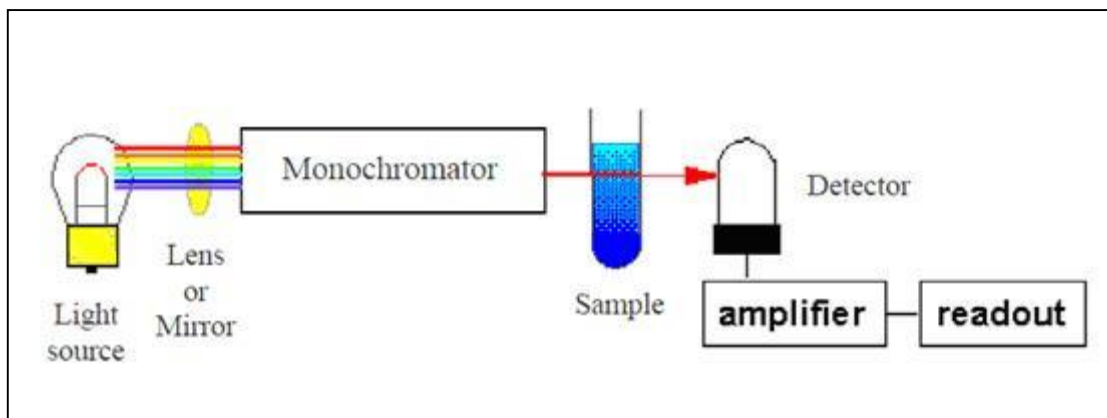 Light
source
Lens
or
Mirror
Monochromator
Sample
Detector
amplifier
readout